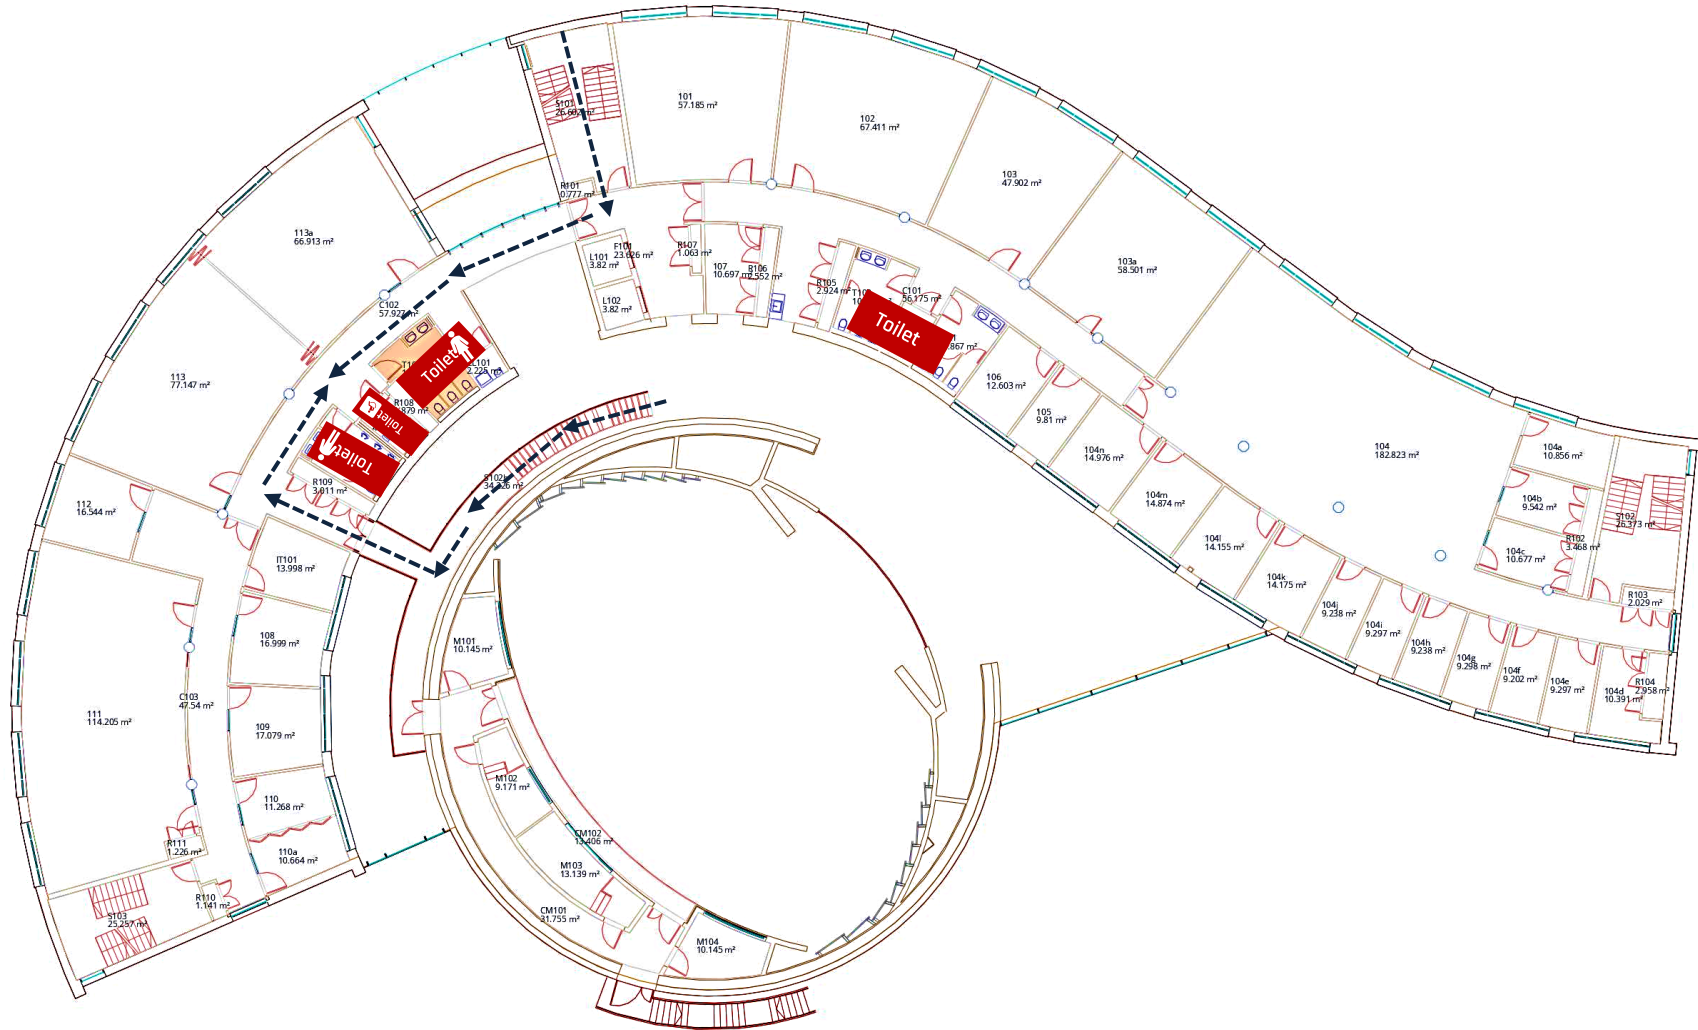 101
57.185 m²
102
67.411 m²
103
47.902 m²
103a
58.501 m²
S101
R101
0.777 m²
113a
66.913 m²
F101
23.626 m²
L101
3.82 m²
L102
3.82 m²
R107
1.063 m²
107
10.697 m²
R106
R105
2.924 m²
C101
56.175 m²
Toilet
C102
113
77.147 m²
Toilet
2.225 m²
R108
Toilet
Toilet
R109
3.011 m²
106
12.603 m²
105
9.81 m²
104n
14.976 m²
104m
14.874 m²
104l
14.155 m²
104k
14.175 m²
104j
9.238 m²
104i
9.297 m²
104h
9.238 m²
104g
9.298 m²
104f
9.202 m²
104e
9.297 m²
104d
10.391 m²
R104
2.958 m²
R103
2.029 m²
104
182.823 m²
104a
10.856 m²
104b
9.542 m²
104c
10.677 m²
S102
26.373 m²
R102
3.468 m²
112
16.544 m²
IT101
13.998 m²
108
16.999 m²
109
17.079 m²
110
11.268 m²
110a
10.664 m²
111
114.205 m²
C103
47.54 m²
R111
1.226 m²
R110
1.141 m²
S103
25.257 m²
M101
10.145 m²
M102
9.171 m²
CM102
13.406 m²
M103
13.139 m²
CM101
31.755 m²
M104
10.145 m²